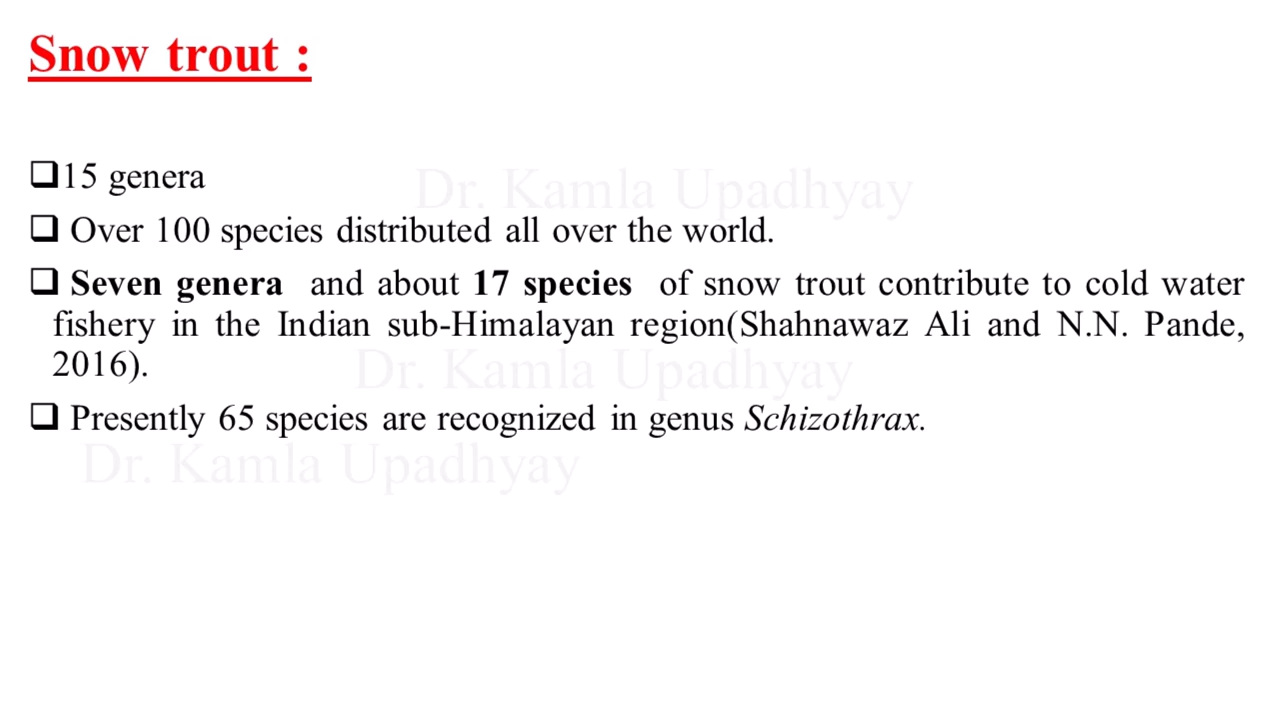 Snow trout :
❑15 genera
Dr. Kamla Upadhyay
❑ Over 100 species distributed all over the world.
❑ Seven genera and about 17 species of snow trout contribute to cold water
fishery in the Indian sub-Himalayan region(Shahnawaz Ali and N.N. Pande,
2016).
Dr. Kamla Upadhyay
❑ Presently 65 species are recognized in genus Schizothrax.
Dr. Kamla Upadhyay